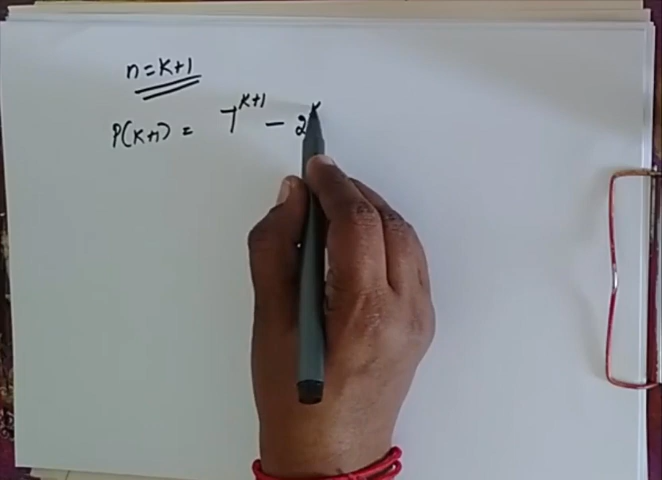 n=k+1
P(k+1) = 7^{k+1} - 2^k